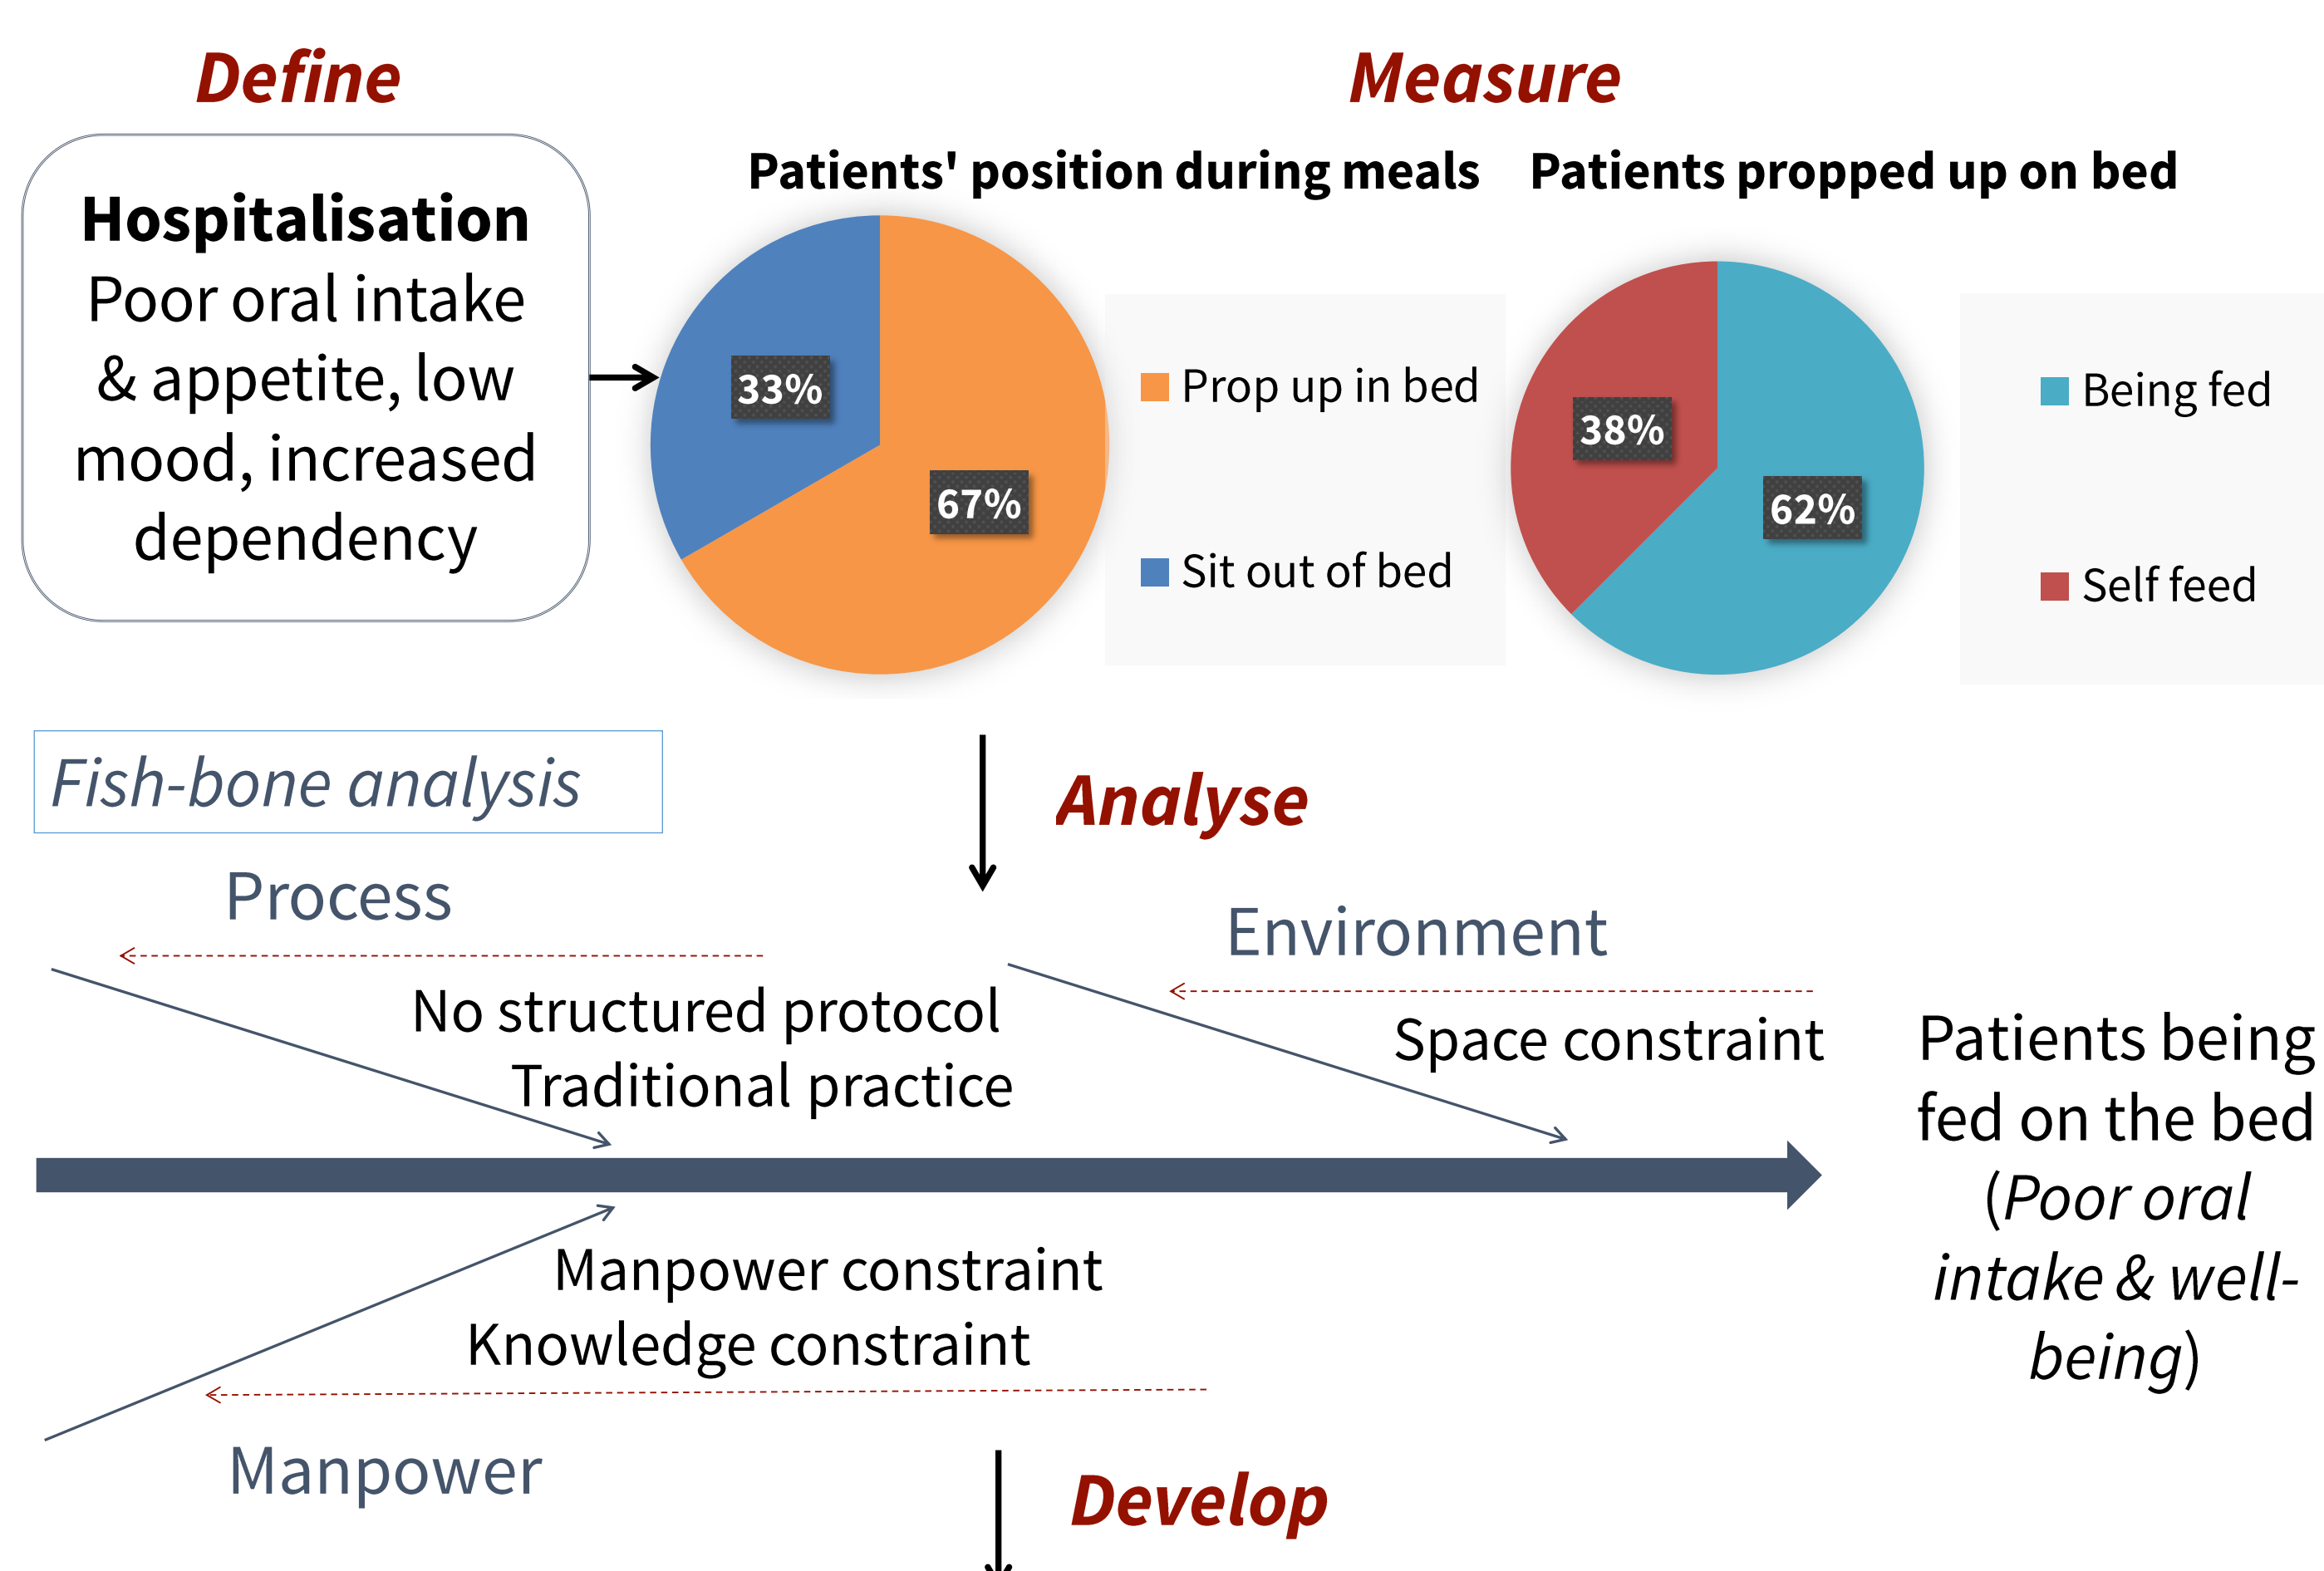 Define
Measure
Hospitalisation
Poor oral intake
& appetite, low
mood, increased
dependency
Patients' position during meals
33%
67%
Prop up in bed
Sit out of bed
Patients propped up on bed
38%
62%
Being fed
Self feed
Fish-bone analysis
Analyse
Process
No structured protocol
Traditional practice
Environment
Space constraint
Patients being
fed on the bed
(Poor oral
intake & well-
being)
Manpower constraint
Knowledge constraint
Manpower
Develop